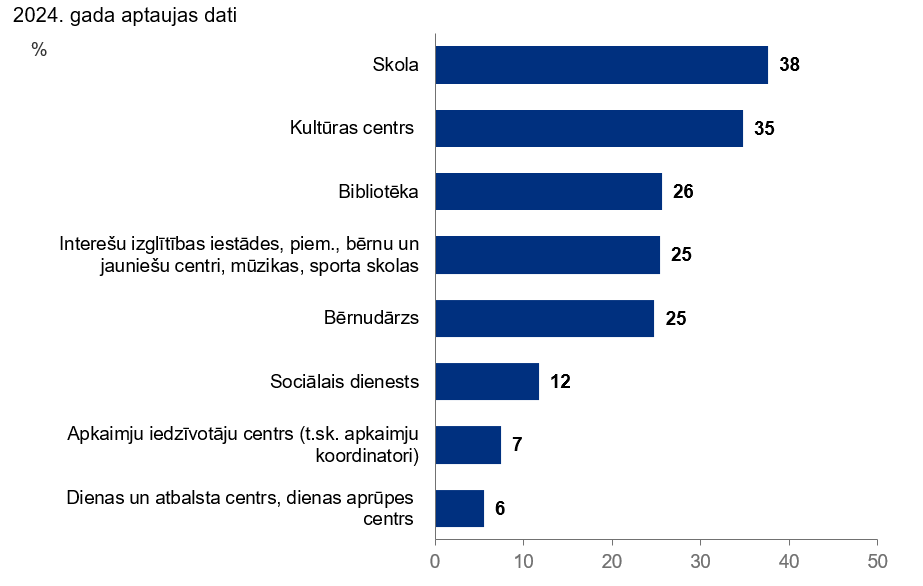 2024. gada aptaujas dati
%
Skola
38
Kultūras centrs
35
Bibliotēka
26
Interešu izglītības iestādes, piem., bērnu un
jauniešu centri, mūzikas, sporta skolas
25
Bērnudārzs
25
Sociālais dienests
12
Apkaimju iedzīvotāju centrs (t.sk. apkaimju
koordinatori)
7
Dienas un atbalsta centrs, dienas aprūpes
centrs
6
0 10 20 30 40 50